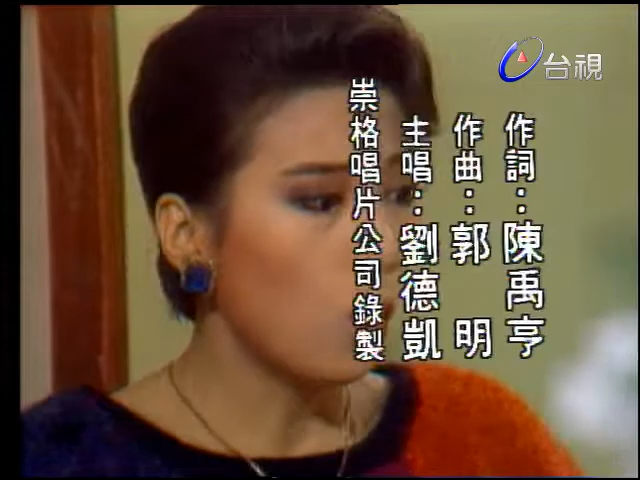 台視
作詞：陳禹亨
作曲：郭明
主唱：劉德凱
崇格唱片公司錄製